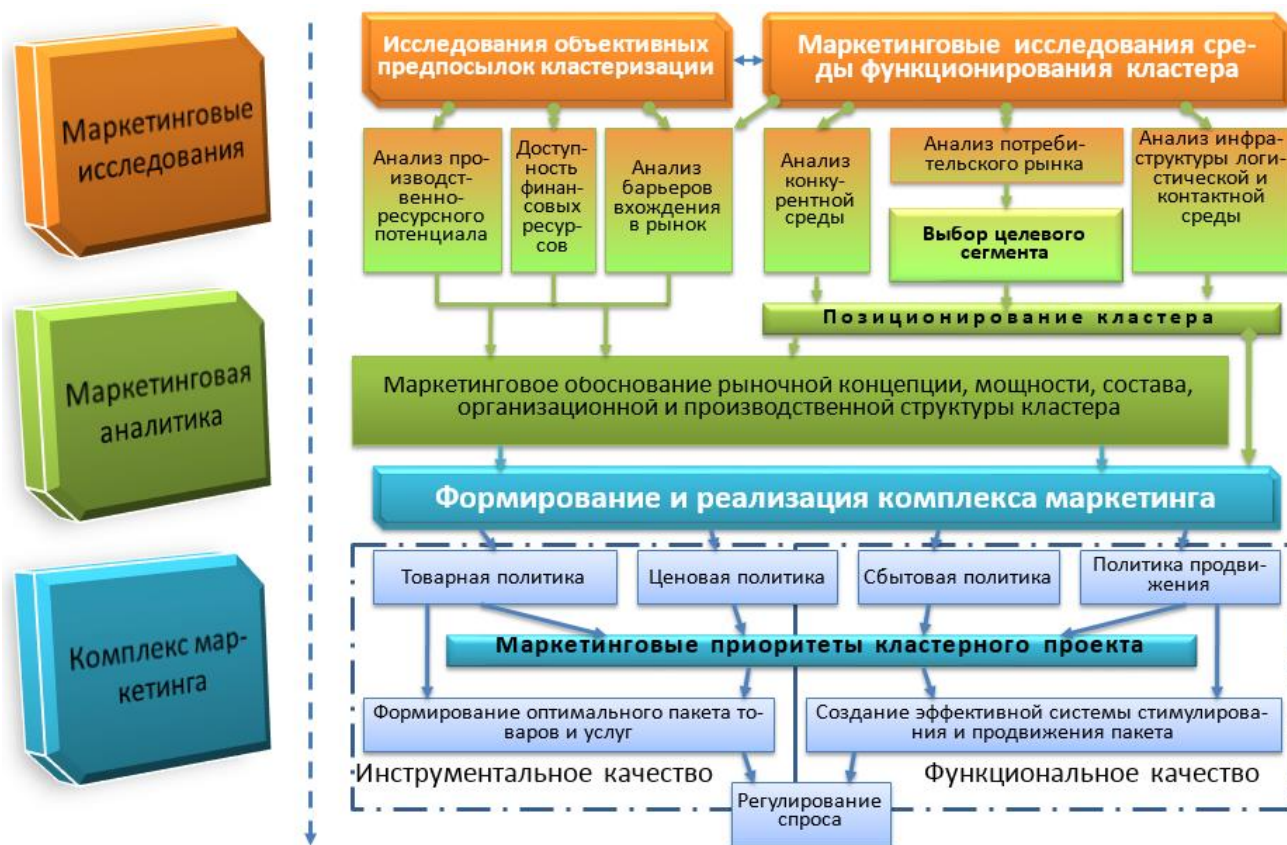 Маркетинговые
исследования
Исследования объективных
предпосылок кластеризации
Маркетинговые исследования сре-
ды функционирования кластера
Анализ про-
изводст-
венно-
ресурсного
потенциала
Доступ-
ность
финан-
совых
ресур-
сов
Анализ
барьеров
вхождения
в рынок
Анализ
конку-
рентной
среды
Анализ потреби-
тельского рынка
Выбор целевого
сегмента
Анализ инфра-
структуры логи-
стической и
контактной
среды
Позиционирование кластера
Маркетинговая
аналитика
Маркетинговое обоснование рыночной концепции, мощности, состава,
организационной и производственной структуры кластера
Формирование и реализация комплекса маркетинга
Комплекс мар-
кетинга
Товарная политика
Ценовая политика
Сбытовая политика
Политика продви-
жения
Маркетинговые приоритеты кластерного проекта
Формирование оптимального пакета то-
варов и услуг
Создание эффективной системы стимулирова-
ния и продвижения пакета
Инструментальное качество
Функциональное качество
Регулирование
спроса